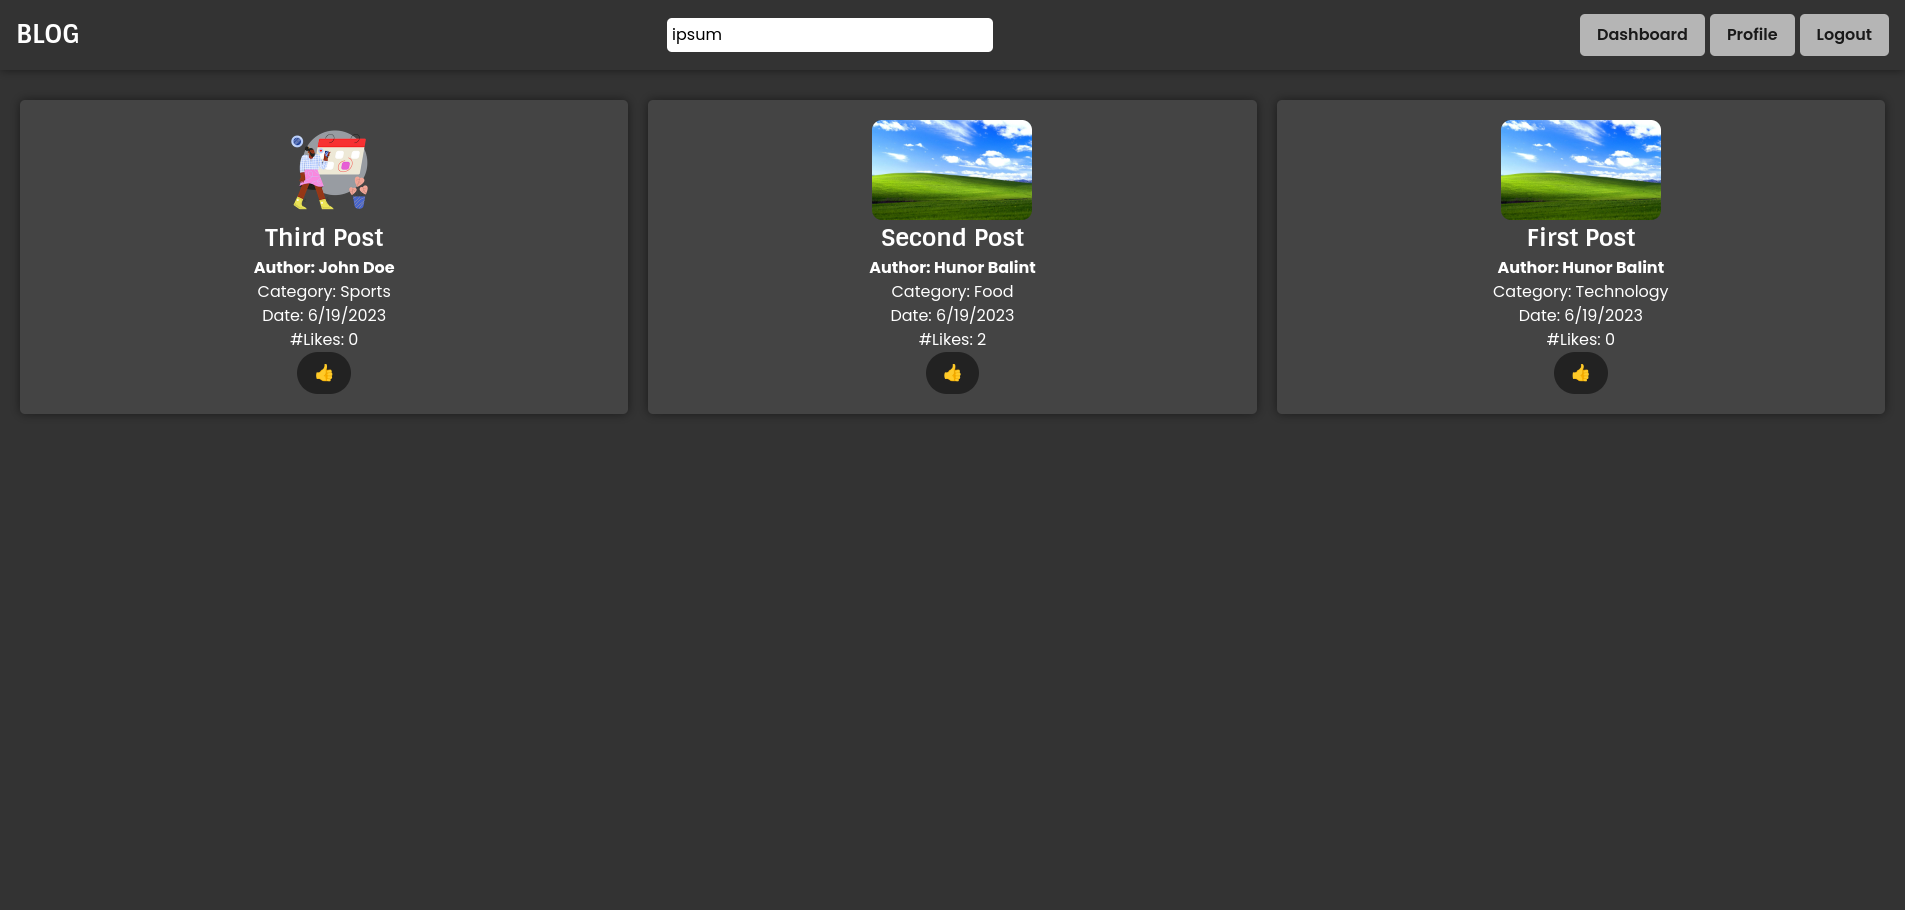 BLOG
ipsum
Dashboard
Profile
Logout
Third Post
Author: John Doe
Category: Sports
Date: 6/19/2023
#Likes: 0
👍
Second Post
Author: Hunor Balint
Category: Food
Date: 6/19/2023
#Likes: 2
👍
First Post
Author: Hunor Balint
Category: Technology
Date: 6/19/2023
#Likes: 0
👍